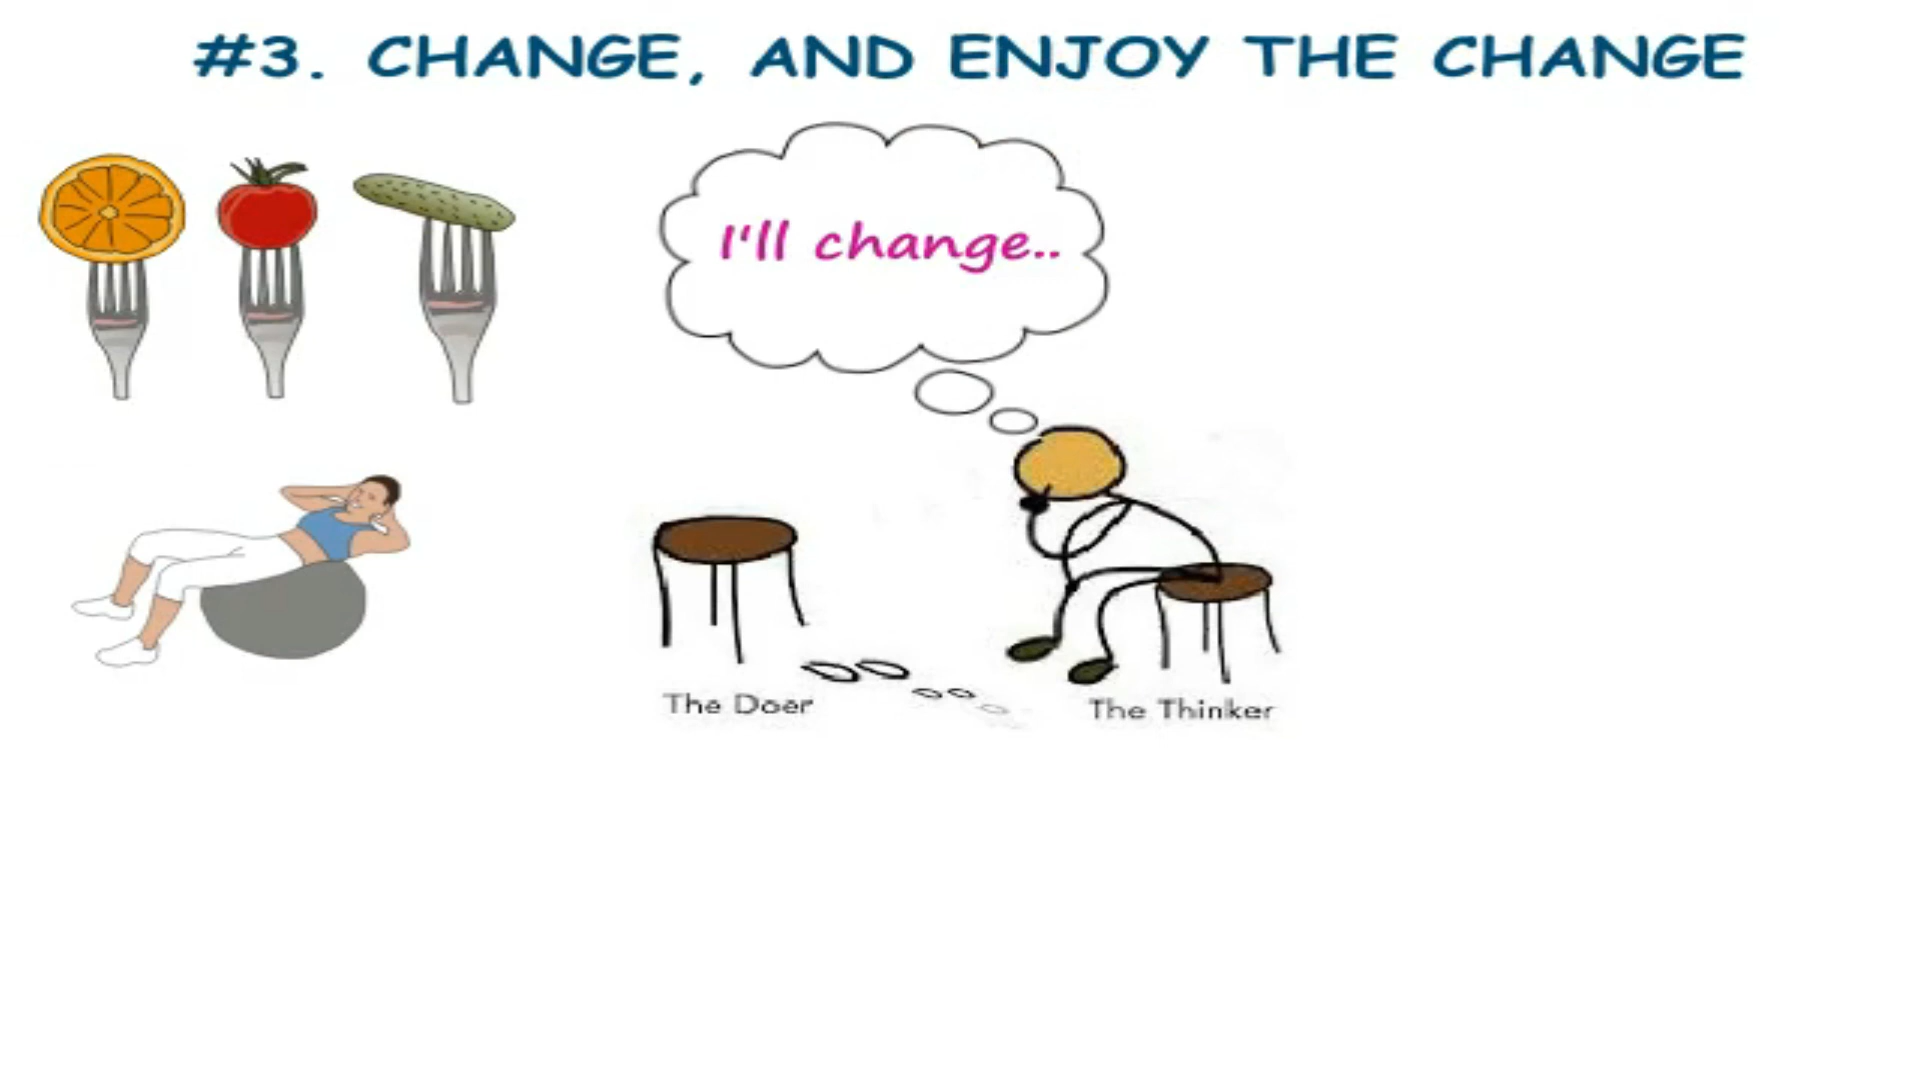 #3. CHANGE, AND ENJOY THE CHANGE
I'll change..
The Doer
The Thinker